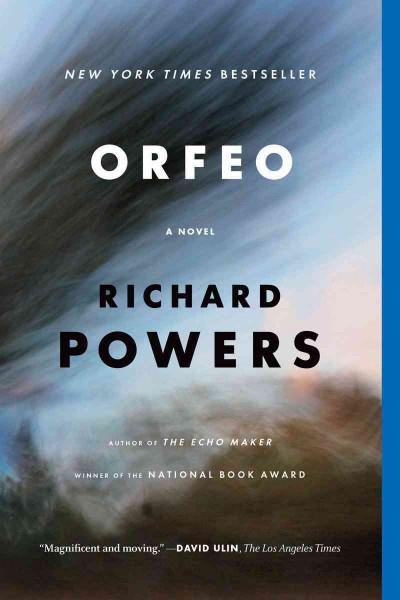 NEW YORK TIMES BESTSELLER
ORFEO
A NOVEL
RICHARD
POWERS
AUTHOR OF THE ECHO MAKER
WINNER OF THE NATIONAL BOOK AWARD
“Magnificent and moving.” —DAVID ULIN, The Los Angeles Times